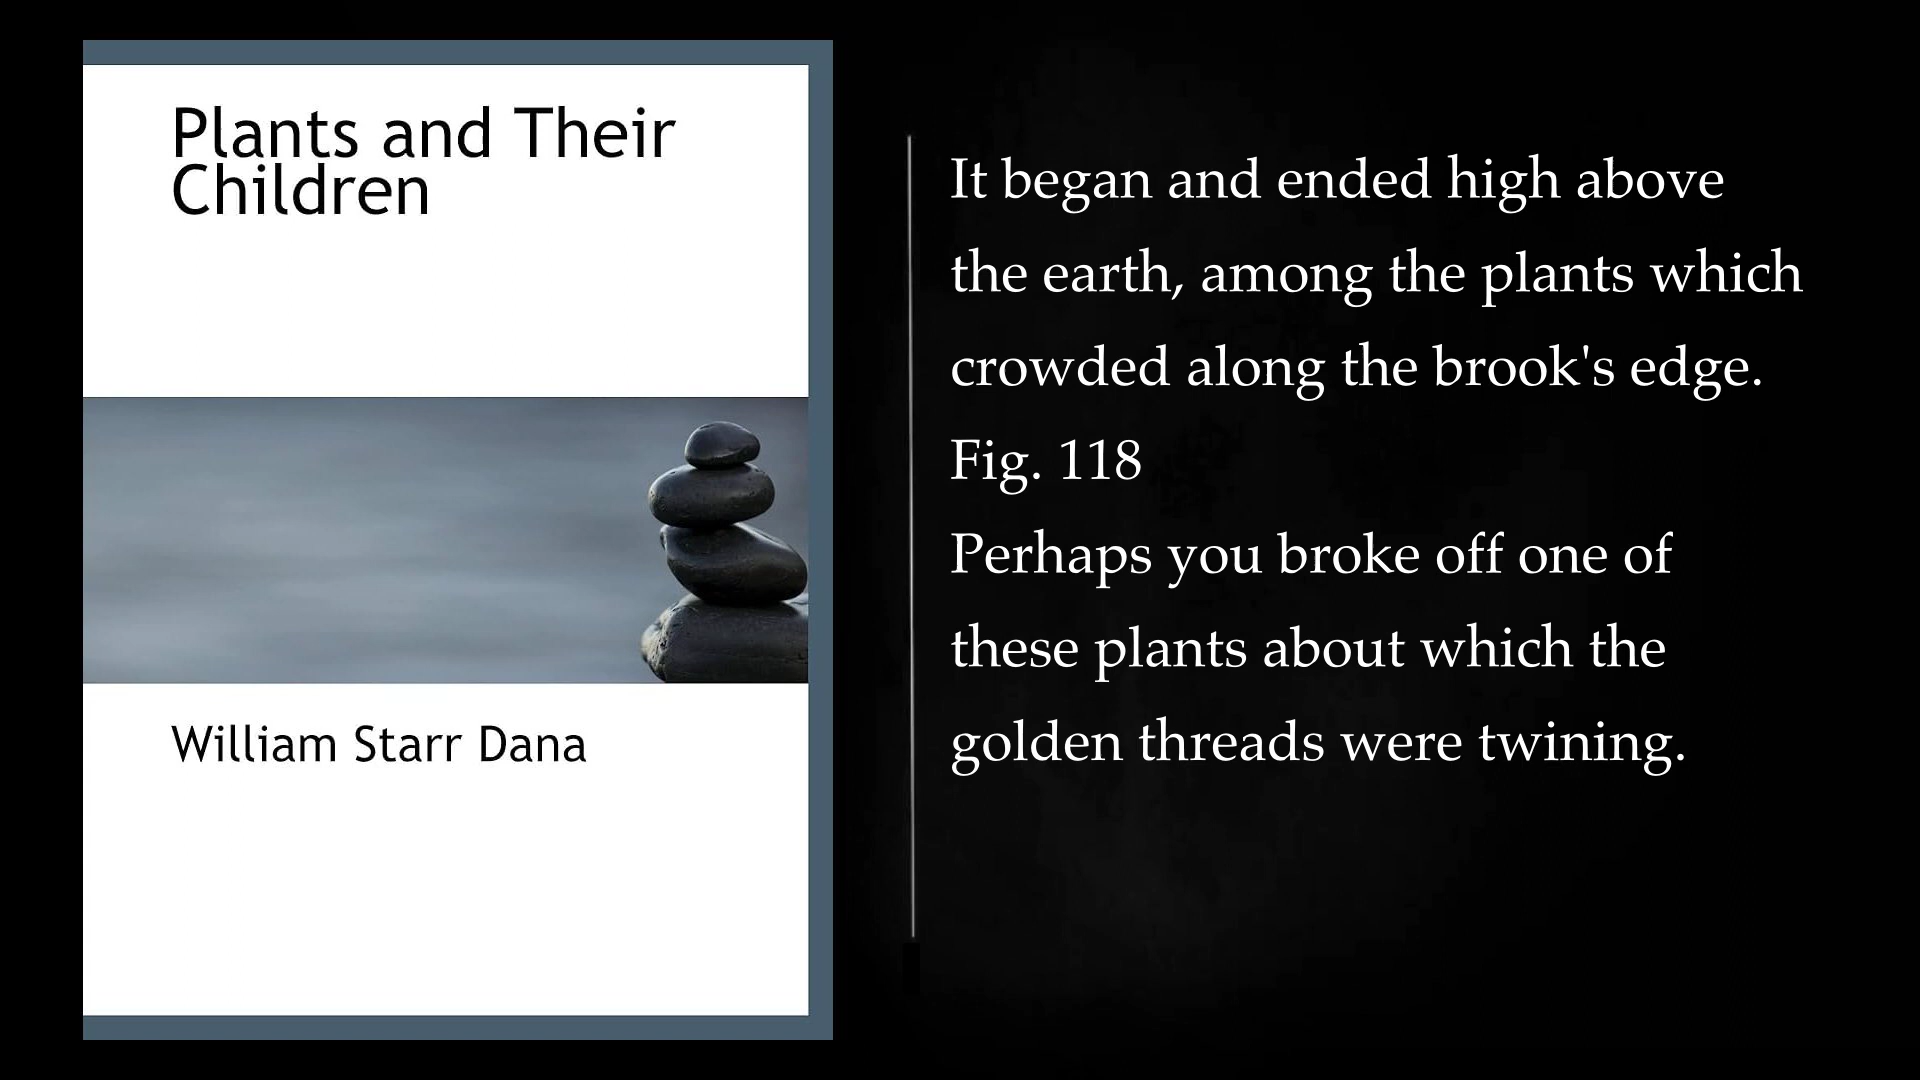 Plants and Their
Children
William Starr Dana
It began and ended high above
the earth, among the plants which
crowded along the brook's edge.
Fig. 118
Perhaps you broke off one of
these plants about which the
golden threads were twining.